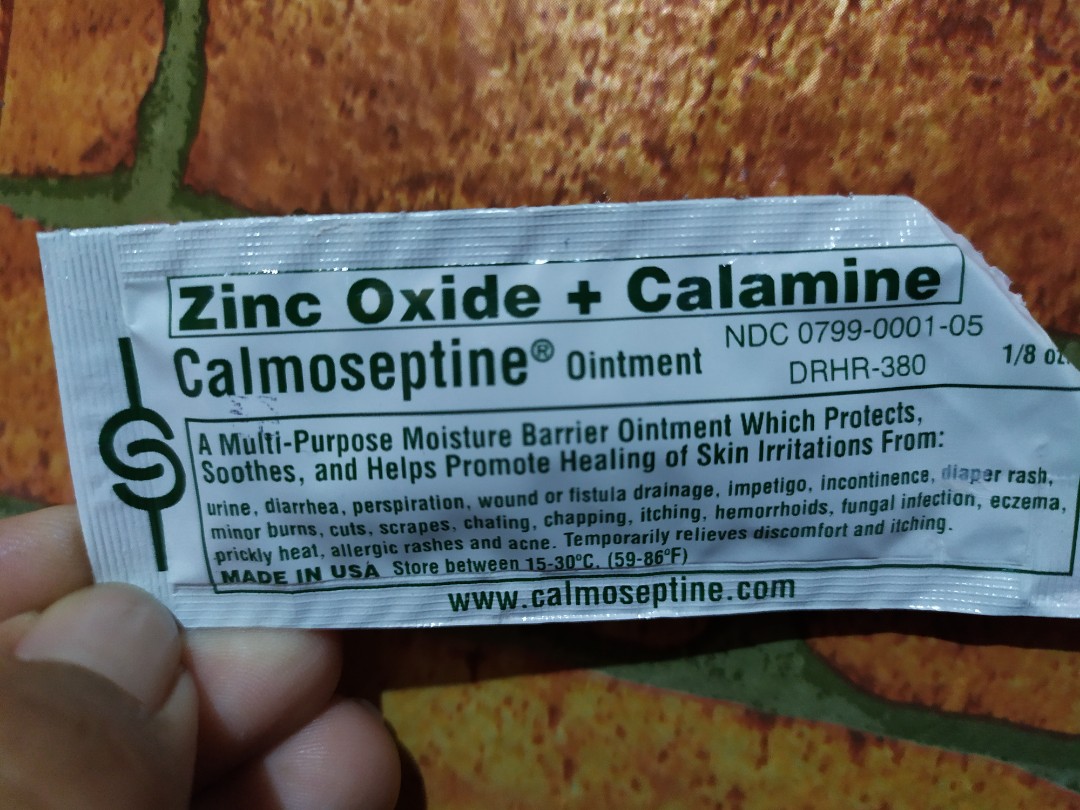 Zinc Oxide + Calamine
Calmoseptine® Ointment
NDC 0799-0001-05
DRHR-380
1/8 oz.
A Multi-Purpose Moisture Barrier Ointment Which Protects,
Soothes, and Helps Promote Healing of Skin Irritations From:
urine, diarrhea, perspiration, wound or fistula drainage, impetigo, incontinence, diaper rash,
minor burns, cuts, scrapes, chafing, chapping, itching, hemorrhoids, fungal infection, eczema,
prickly heat, allergic rashes and acne. Temporarily relieves discomfort and itching.
MADE IN USA Store between 15-30°C. (59-86°F)
www.calmoseptine.com